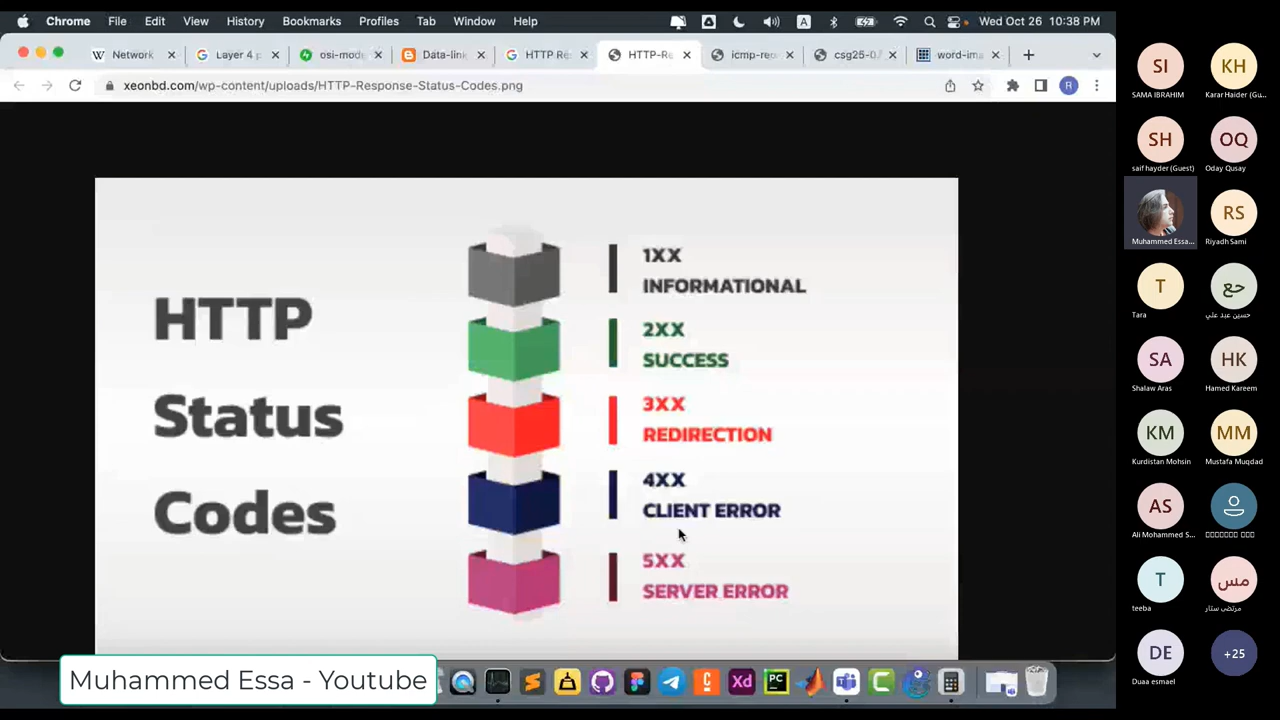 Chrome File Edit View History Bookmarks Profiles Tab Window Help A Wed Oct 26 10:38 PM
W Network
Layer 4 p
osi-mode
Data-link
HTTP Re
HTTP-Re
icmp-rec
word-ima
xeonbd.com/wp-content/uploads/HTTP-Response-Status-Codes.png
R
HTTP
Status
Codes
1XX
INFORMATIONAL
2XX
SUCCESS
3XX
REDIRECTION
4XX
CLIENT ERROR
5XX
SERVER ERROR
Muhammed Essa - Youtube
Xd
PC
SI
SAMA IBRAHIM
KH
Karar Haider (Gu...
SH
saif hayder (Guest)
OQ
Oday Qusay
Muhammed Essa...
RS
Riyadh Sami
T
Tara
حع
حسين عبد علي
SA
Shalaw Aras
HK
Hamed Kareem
KM
Kurdistan Mohsin
MM
Mustafa Muqdad
AS
Ali Mohammed S...
T
teeba
مس
مرتضى ستار
DE
Duaa esmael
+25